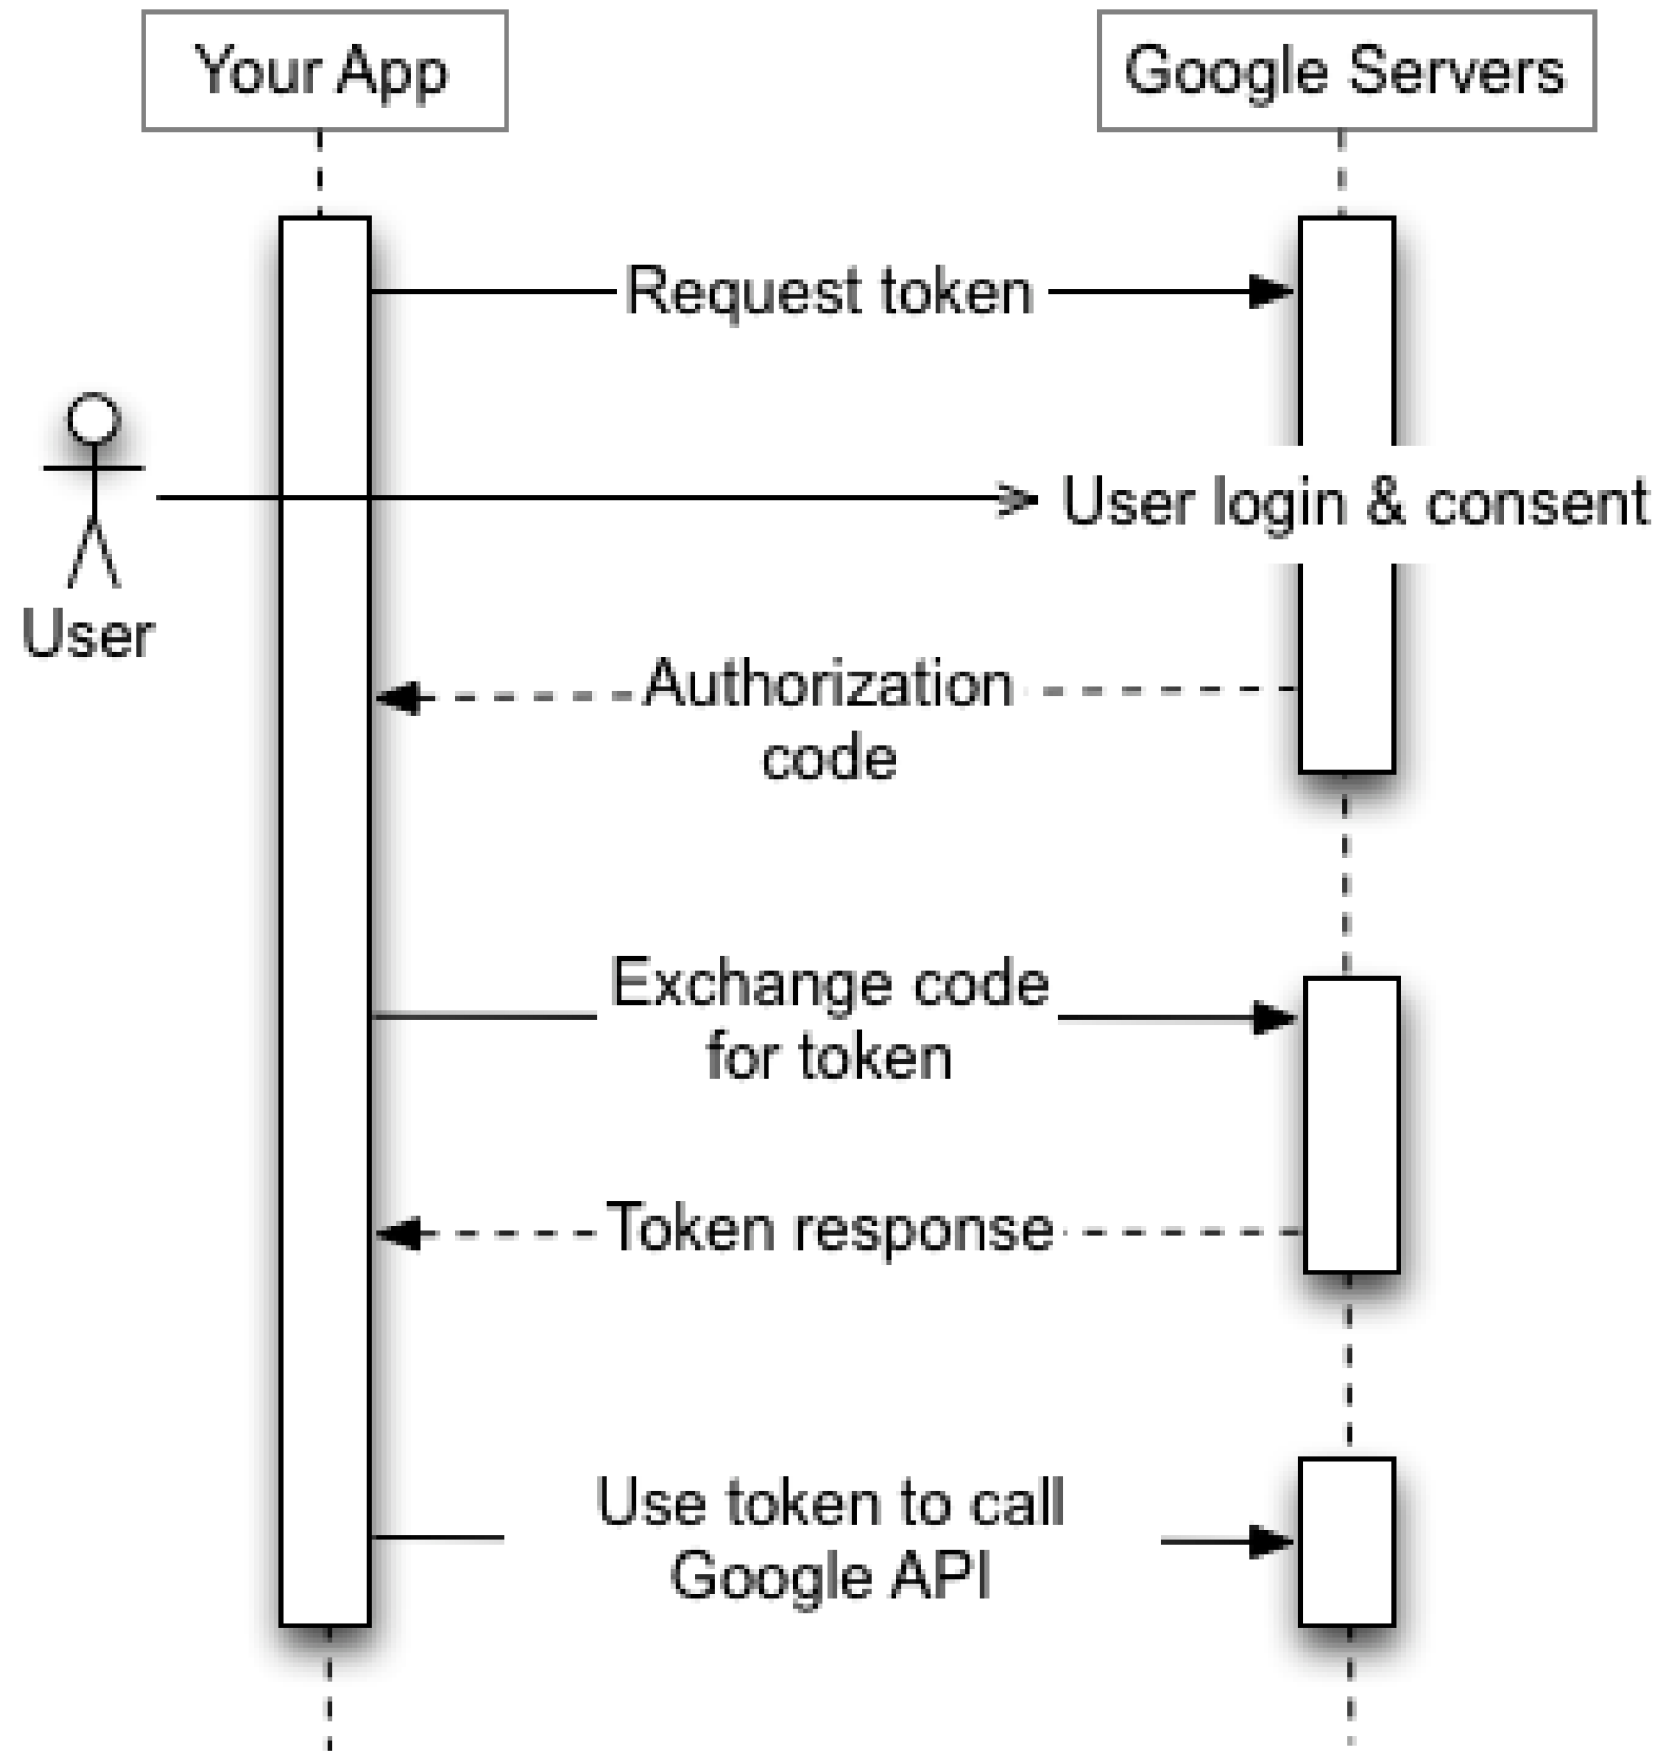 Your App
Google Servers
Request token
User login & consent
User
Authorization
code
Exchange code
for token
Token response
Use token to call
Google API